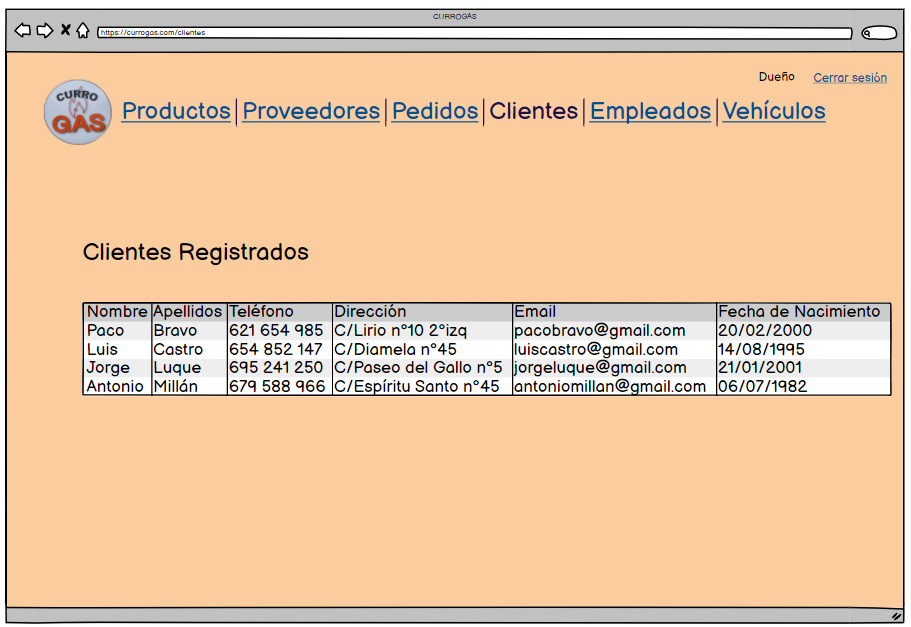 CURROGÁS
https://currogas.com/clientes
Dueño Cerrar sesión
CURRO
GAS
Productos Proveedores Pedidos Clientes Empleados Vehículos
Clientes Registrados
Nombre Apellidos Teléfono Dirección Email Fecha de Nacimiento
Paco Bravo 621 654 985 C/Lirio nº10 2ºizq pacobravo@gmail.com 20/02/2000
Luis Castro 654 852 147 C/Diamela nº45 luiscastro@gmail.com 14/08/1995
Jorge Luque 695 241 250 C/Paseo del Gallo nº5 jorgeluque@gmail.com 21/01/2001
Antonio Millán 679 588 966 C/Espíritu Santo nº45 antoniomillan@gmail.com 06/07/1982